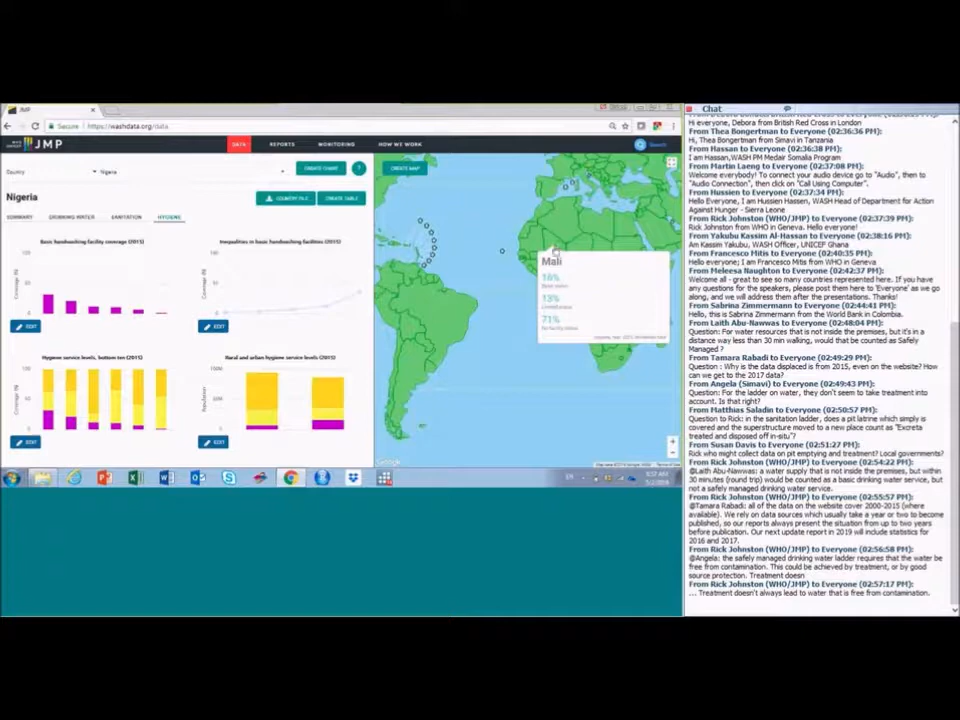 JMP
Secure https://washdata.org/data
JMP
DATA
REPORTS
MONITORING
HOW WE WORK
Search
Country
Nigeria
CREATE CHART
?
CREATE MAP
Nigeria
COUNTRY FILE
CREATE TABLE
SUMMARY
DRINKING WATER
SANITATION
HYGIENE
Basic handwashing facility coverage (2015)
Inequalities in basic handwashing facilities (2015)
EDIT
EDIT
Hygiene service levels, bottom ten (2015)
Rural and urban hygiene service levels (2015)
EDIT
EDIT
Mali
16%
Basic service
13%
Limited service
71%
No facility
Google
Chat
Hi everyone, Debora from British Red Cross in London
From Thea Bongertman to Everyone (02:36:36 PM):
Hi, Thea Bongertman from Simavi in Tanzania
From Hassan to Everyone (02:36:38 PM):
I am Hassan,WASH PM Medair Somalia Program
From Martin Laeng to Everyone (02:37:08 PM):
Welcome everybody! To connect your audio device go to "Audio", then to
"Audio Connection", then click on "Call Using Computer".
From Hussien to Everyone (02:37:34 PM):
Hello Everyone, I am Hussien Hannesy, WASH Head of Department for Action
Against Hunger - Sierra Leone
From Rick Johnston (WHO/JMP) to Everyone (02:37:39 PM):
Rick Johnston from WHO in Geneva. Hello everyone!
From Yakubu Kassim Al-Hassan to Everyone (02:38:16 PM):
Am Kassim Yakubu, WASH Officer, UNICEF Ghana
From Francesco Mitis to Everyone (02:40:35 PM):
Hello everyone; I am Francesco Mitis from WHO in Geneva
From Meleesa Naughton to Everyone (02:42:37 PM):
Welcome all - great to see so many countries represented here. If you have
any questions for the speakers, please post them here to 'Everyone' as we go
along, and we will address them after the presentations. Thanks!
From Sabrina Zimmermann to Everyone (02:44:41 PM):
Hello, this is Sabrina Zimmerman from the World Bank in Colombia.
From Laith Abu-Nawwas to Everyone (02:48:04 PM):
Question: For water resources that is not inside the premises, but it's in a
distance way less than 30 min walking, would that be counted as Safely
Managed ?
From Tamara Rabadi to Everyone (02:49:29 PM):
Question : Why is the data displaced is from 2015, even on the website? How
can we get to the 2017 data?
From Angela (Simavi) to Everyone (02:49:43 PM):
Question: For the ladder on water, they don't seem to take treatment into
account. Is that right?
From Matthias Saladin to Everyone (02:50:57 PM):
Question to Rick: in the sanitation ladder, does a pit latrine which simply is
covered and the superstructure moved to a new place count as "Excreta
treated and disposed off in-situ"?
From Susan Davis to Everyone (02:51:27 PM):
Rick who might collect data on pit emptying and treatment? Local governments?
From Rick Johnston (WHO/JMP) to Everyone (02:54:22 PM):
@Laith Abu-Nawwas: a water supply that is not inside the premises, but within
30 minutes (round trip) would be counted as a basic drinking water service, but
not a safely managed drinking water service.
From Rick Johnston (WHO/JMP) to Everyone (02:55:57 PM):
@Tamara Rabadi: all of the data on the website cover 2000-2015 (where
available). We rely on data sources which usually take a year or two to become
published, so our reports always present the situation from up to two years
before publication. Our next update report in 2019 will include statistics for
2016 and 2017.
From Rick Johnston (WHO/JMP) to Everyone (02:56:58 PM):
@Angela: the safely managed drinking water ladder requires that the water be
free from contamination. This could be achieved by treatment, or by good
source protection. Treatment doesn
From Rick Johnston (WHO/JMP) to Everyone (02:57:17 PM):
... Treatment doesn't always lead to water that is free from contamination.